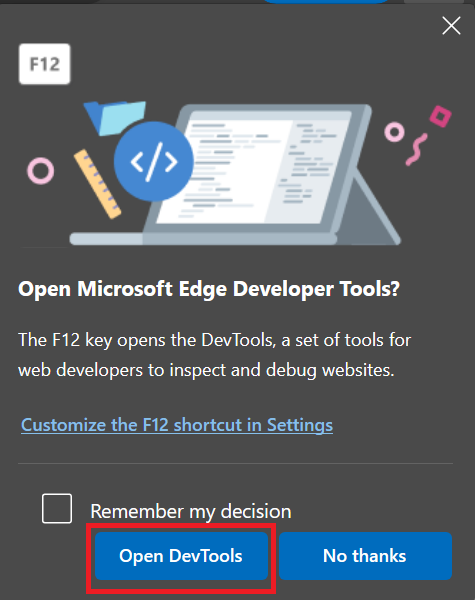 F12
</>
Open Microsoft Edge Developer Tools?
The F12 key opens the DevTools, a set of tools for
web developers to inspect and debug websites.
Customize the F12 shortcut in Settings
Remember my decision
Open DevTools
No thanks